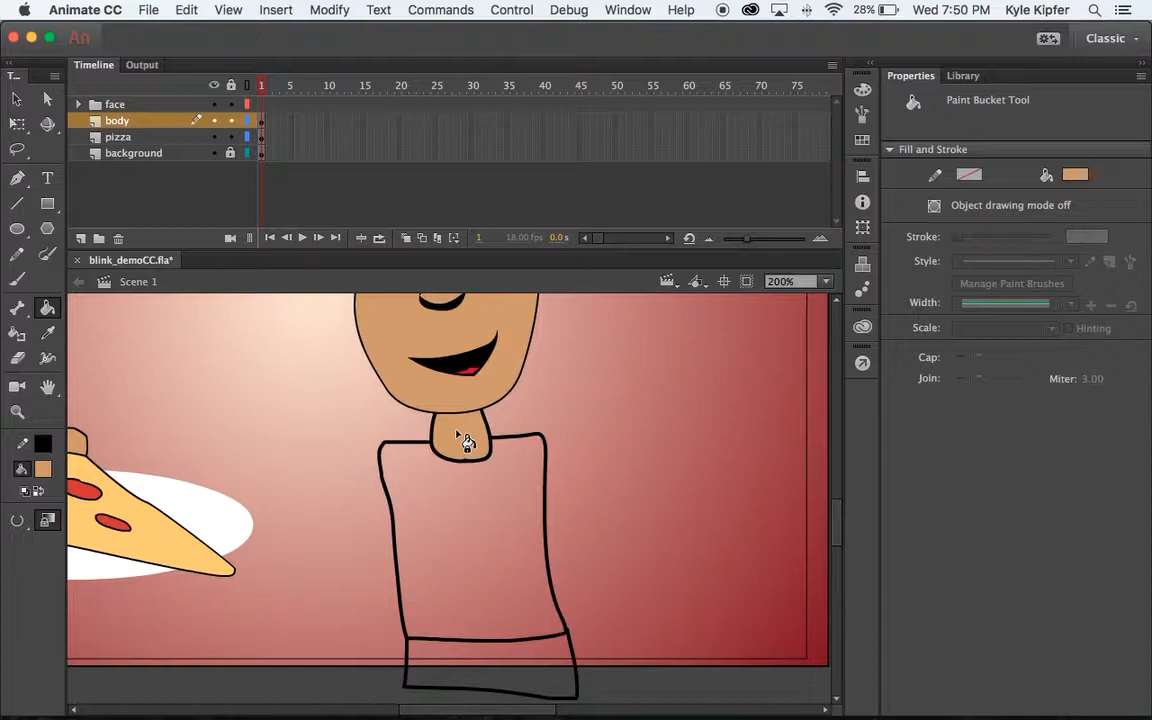 Animate CC File Edit View Insert Modify Text Commands Control Debug Window Help 28% Wed 7:50 PM Kyle Kipfer
An Classic
T...
Timeline Output
1 5 10 15 20 25 30 35 40 45 50 55 60 65 70 75
face
body
pizza
background
1 18.00 fps 0.0 s
blink_demoCC.fla*
Scene 1
200%
Properties Library
Paint Bucket Tool
Fill and Stroke
Object drawing mode off
Stroke:
Style:
Manage Paint Brushes
Width:
Scale: Hinting
Cap:
Join: Miter: 3.00